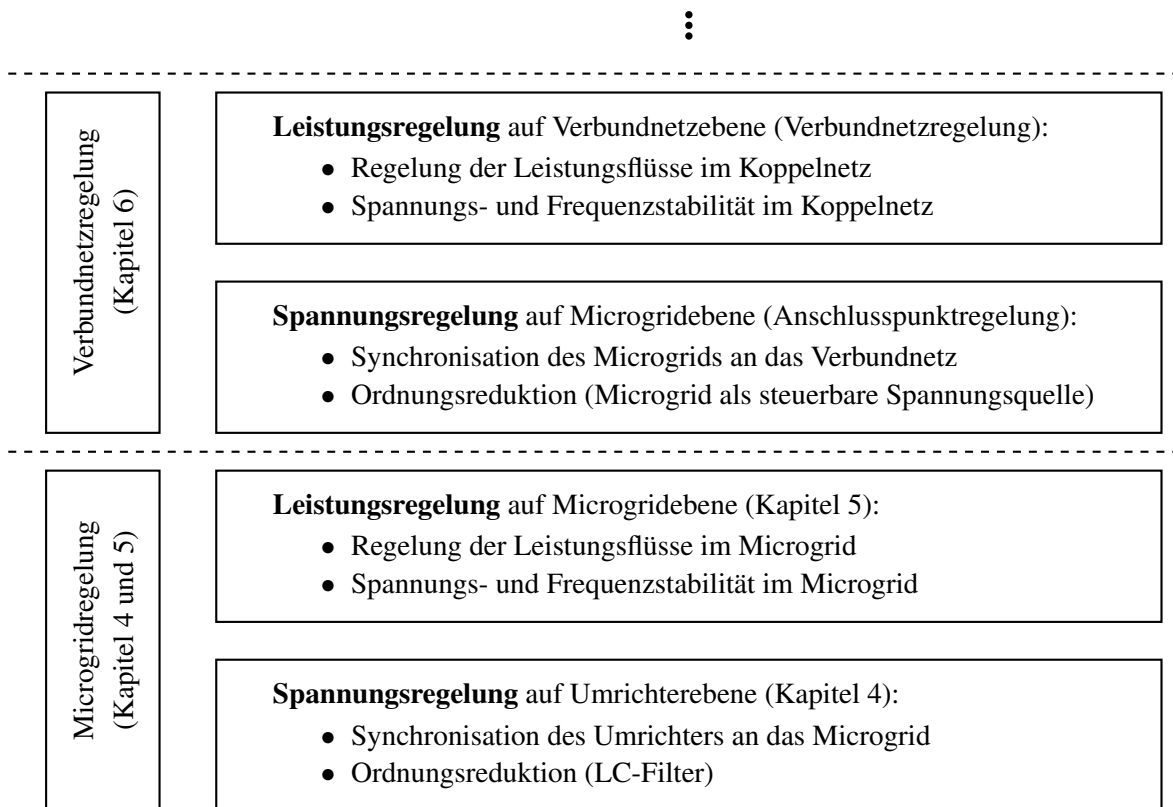 Verbundnetzregelung
(Kapitel 6)
Leistungsregelung auf Verbundnetzebene (Verbundnetzregelung):
• Regelung der Leistungsflüsse im Koppelnetz
• Spannungs- und Frequenzstabilität im Koppelnetz
Spannungsregelung auf Microgridebene (Anschlusspunktregelung):
• Synchronisation des Microgrids an das Verbundnetz
• Ordnungsreduktion (Microgrid als steuerbare Spannungsquelle)
Microgridregelung
(Kapitel 4 und 5)
Leistungsregelung auf Microgridebene (Kapitel 5):
• Regelung der Leistungsflüsse im Microgrid
• Spannungs- und Frequenzstabilität im Microgrid
Spannungsregelung auf Umrichterebene (Kapitel 4):
• Synchronisation des Umrichters an das Microgrid
• Ordnungsreduktion (LC-Filter)